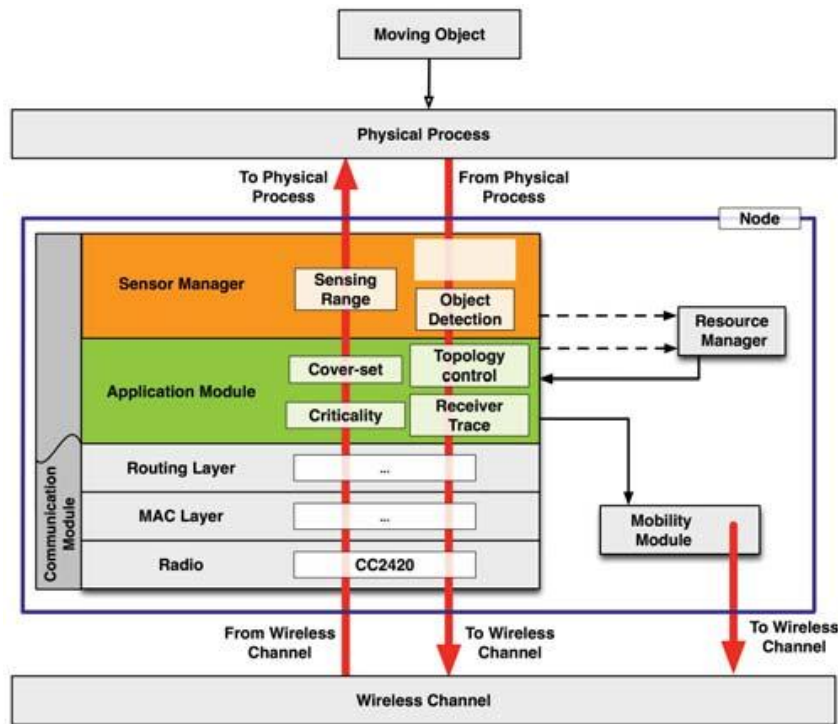 Moving Object
Physical Process
To Physical
Process
From Physical
Process
Node
Sensor Manager
Sensing
Range
Object
Detection
Resource
Manager
Application Module
Cover-set
Topology
control
Criticality
Receiver
Trace
Communication
Module
Routing Layer
...
MAC Layer
...
Radio
CC2420
Mobility
Module
From Wireless
Channel
To Wireless
Channel
To Wireless
Channel
Wireless Channel